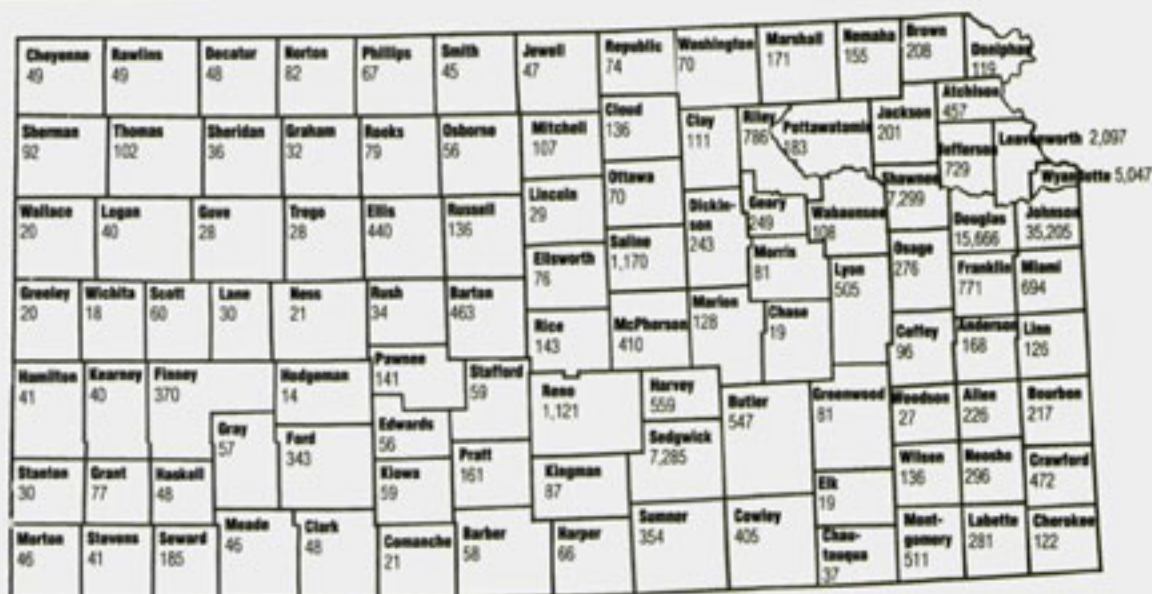 Cheyenne
49
Rawlins
49
Decatur
48
Norton
82
Phillips
67
Smith
45
Jewell
47
Republic
74
Washington
70
Marshall
171
Nemaha
155
Brown
208
Doniphan
119
Sherman
92
Thomas
102
Sheridan
36
Graham
32
Rooks
79
Osborne
56
Mitchell
107
Cloud
136
Clay
111
Riley
786
Pottawatamie
183
Jackson
201
Atchison
457
Jefferson
729
Leavenworth 2,097
Wyandotte 5,047
Wallace
20
Logan
40
Gove
28
Trego
28
Ellis
440
Russell
136
Lincoln
29
Ottawa
70
Dickin-
son
243
Geary
249
Wabaunsee
108
Shawnee
7,299
Douglas
15,666
Johnson
35,205
Ellsworth
76
Saline
1,170
Morris
81
Lyon
505
Osage
276
Franklin
771
Miami
694
Greeley
20
Wichita
18
Scott
60
Lane
30
Ness
21
Rush
34
Barton
463
Rice
143
McPherson
410
Marion
128
Chase
19
Coffey
96
Anderson
168
Linn
126
Hamilton
41
Kearney
40
Finney
370
Hodgeman
14
Pawnee
141
Stafford
59
Reno
1,121
Harvey
559
Butler
547
Greenwood
81
Woodson
27
Allen
226
Bourbon
217
Gray
57
Ford
343
Edwards
56
Pratt
161
Kingman
87
Sedgwick
7,285
Elk
19
Wilson
136
Neosho
296
Crawford
472
Stanton
30
Grant
77
Haskell
48
Kiowa
59
Morton
46
Stevens
41
Seward
185
Meade
46
Clark
48
Comanche
21
Barber
58
Harper
66
Sumner
354
Cowley
405
Chau-
tauqua
37
Mont-
gomery
511
Labette
281
Cherokee
122